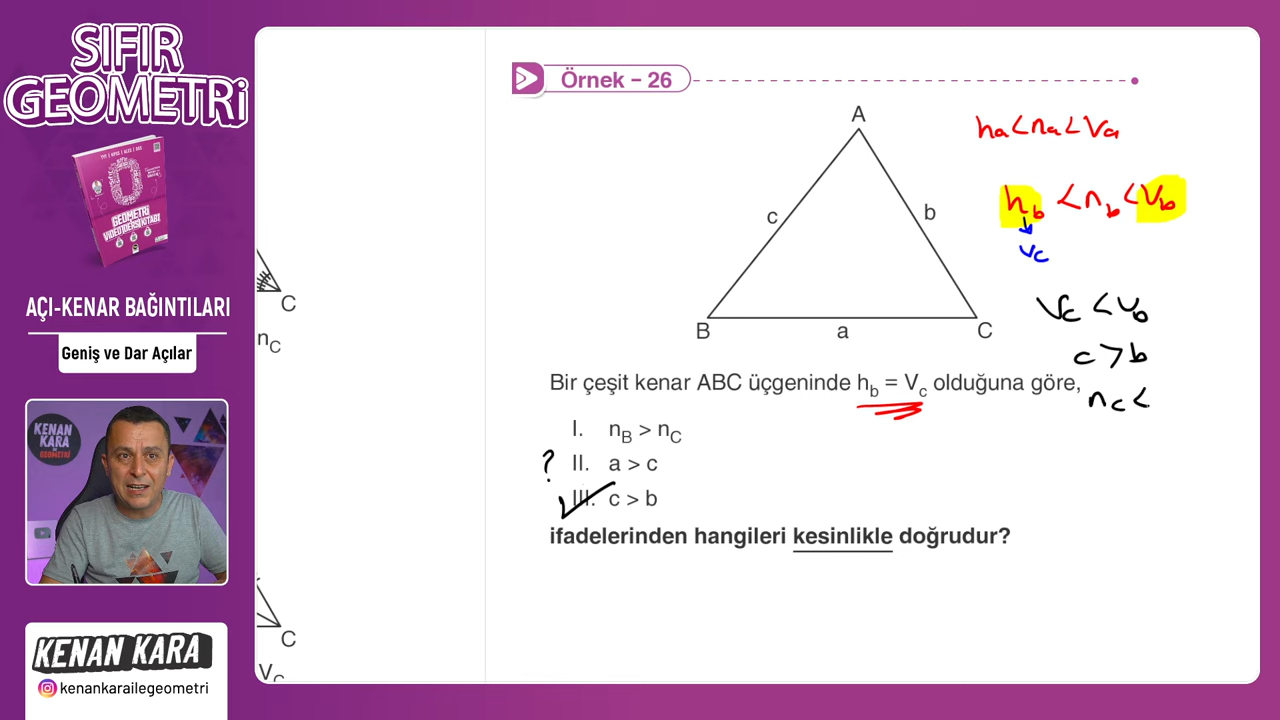 SIFIR
GEOMETRİ
GEOMETRİ
VİDEO DERS KİTABI
AÇI-KENAR BAĞINTILARI
Geniş ve Dar Açılar
KENAN
KARA
GEOMETRİ
KENAN KARA
kenankarailegeometri
C
n_C
C
V_C
Örnek – 26
A
c
b
B
a
C
h_a < n_a < V_a
h_b < n_b < V_b
V_c
V_c < V_b
c > b
n_c <
Bir çeşit kenar ABC üçgeninde h_b = V_c olduğuna göre,
I. n_B > n_C
? II. a > c
III. c > b
ifadelerinden hangileri kesinlikle doğrudur?